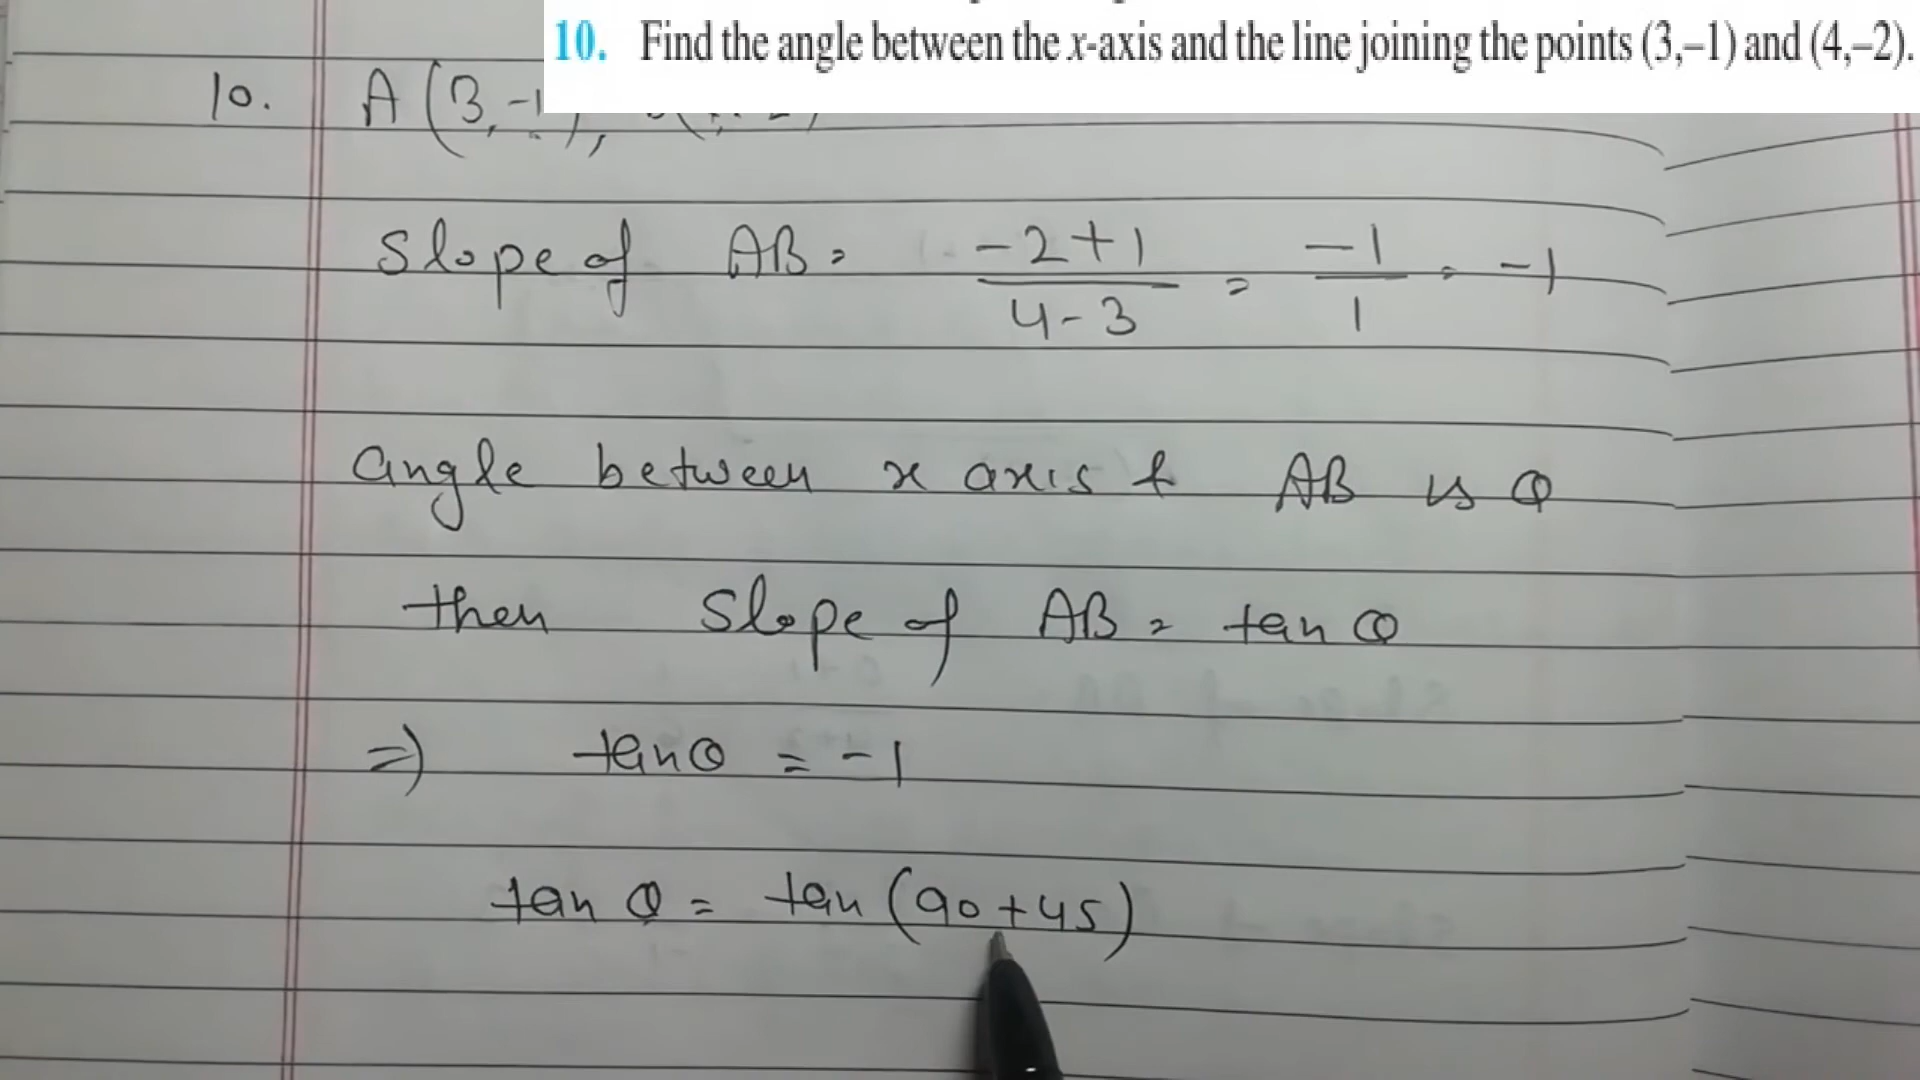 10. Find the angle between the x-axis and the line joining the points (3,–1) and (4,–2).
10. A (3, -1),
Slope of AB = -2+1 / 4-3 = -1 / 1 = -1
angle between x axis & AB is θ
then Slope of AB = tan θ
⇒ tan θ = -1
tan θ = tan (90+45)